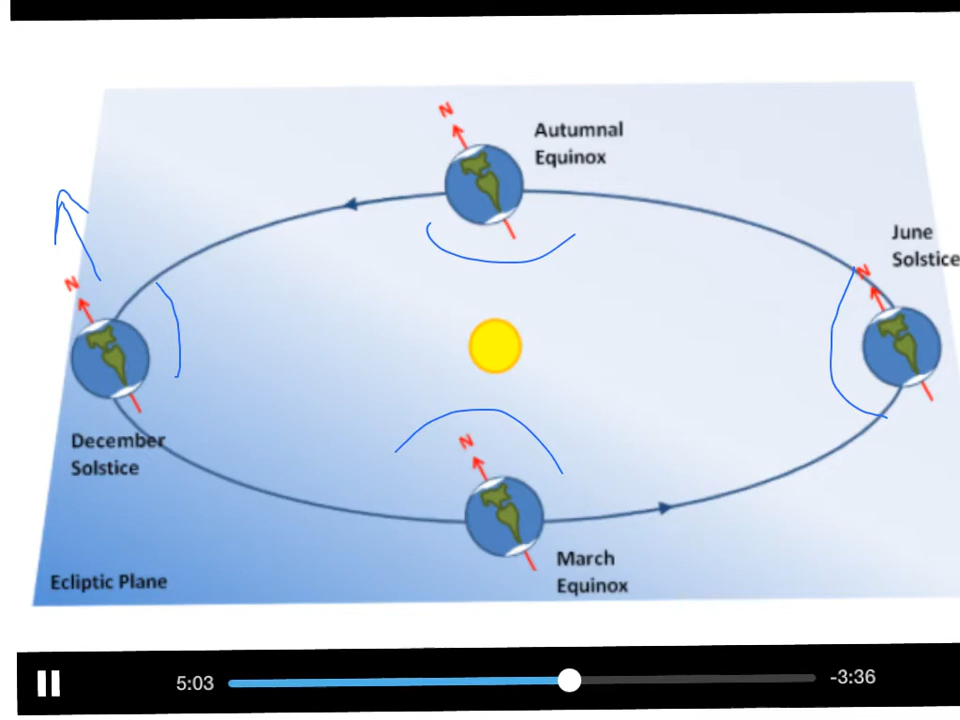 N
Autumnal
Equinox
June
Solstice
N
N
December
Solstice
N
March
Equinox
Ecliptic Plane
5:03
-3:36